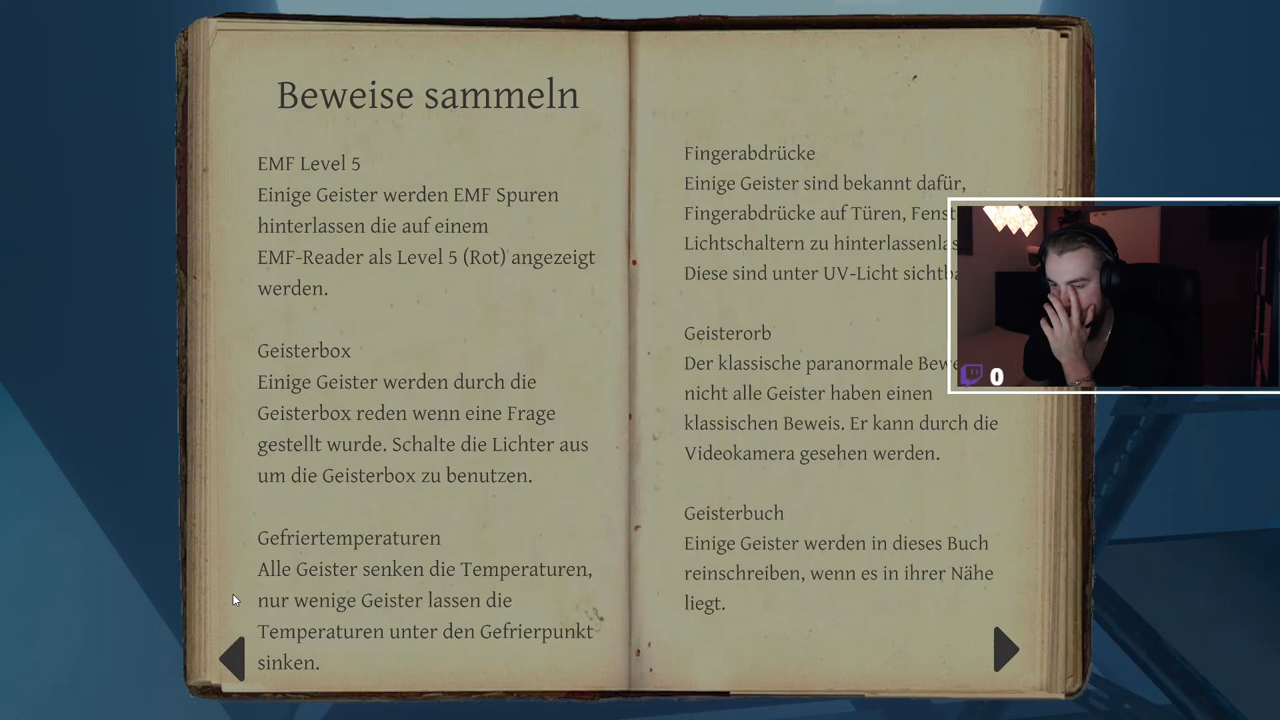 Beweise sammeln
EMF Level 5
Einige Geister werden EMF Spuren
hinterlassen die auf einem
EMF-Reader als Level 5 (Rot) angezeigt
werden.
Geisterbox
Einige Geister werden durch die
Geisterbox reden wenn eine Frage
gestellt wurde. Schalte die Lichter aus
um die Geisterbox zu benutzen.
Gefriertemperaturen
Alle Geister senken die Temperaturen,
nur wenige Geister lassen die
Temperaturen unter den Gefrierpunkt
sinken.
Fingerabdrücke
Einige Geister sind bekannt dafür,
Fingerabdrücke auf Türen,
Lichtschaltern zu
Diese sind unter UV-Licht
Geisterorb
Der klassische paranormale
nicht alle Geister haben einen
klassischen Beweis. Er kann durch die
Videokamera gesehen werden.
Geisterbuch
Einige Geister werden in dieses Buch
reinschreiben, wenn es in ihrer Nähe
liegt.
0